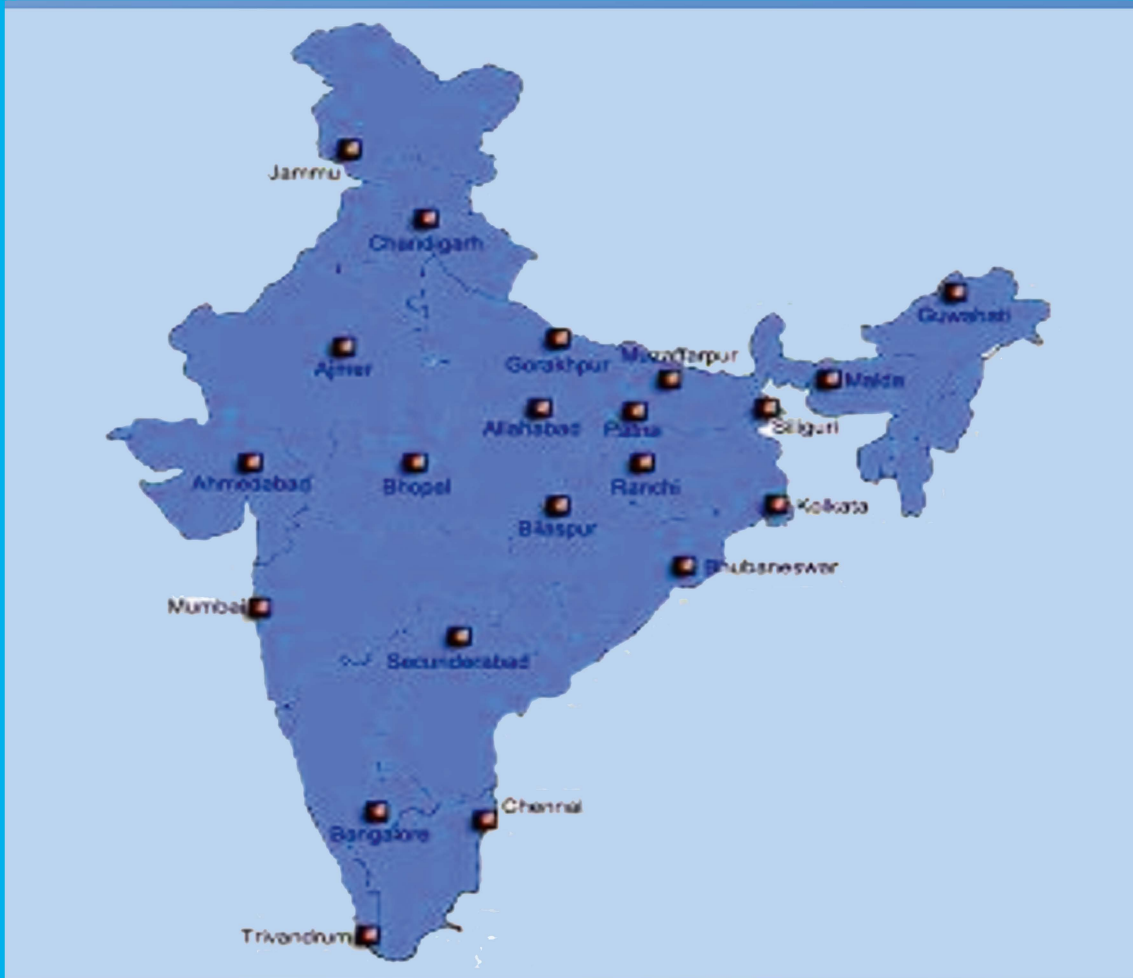 Jammu
Chandigarh
Guwahati
Ajmer
Gorakhpur
Muzaffarpur
Malda
Allahabad
Patna
Siliguri
Ahmedabad
Bhopal
Ranchi
Bilaspur
Kolkata
Bhubaneswar
Mumbai
Secunderabad
Chennai
Bangalore
Trivandrum